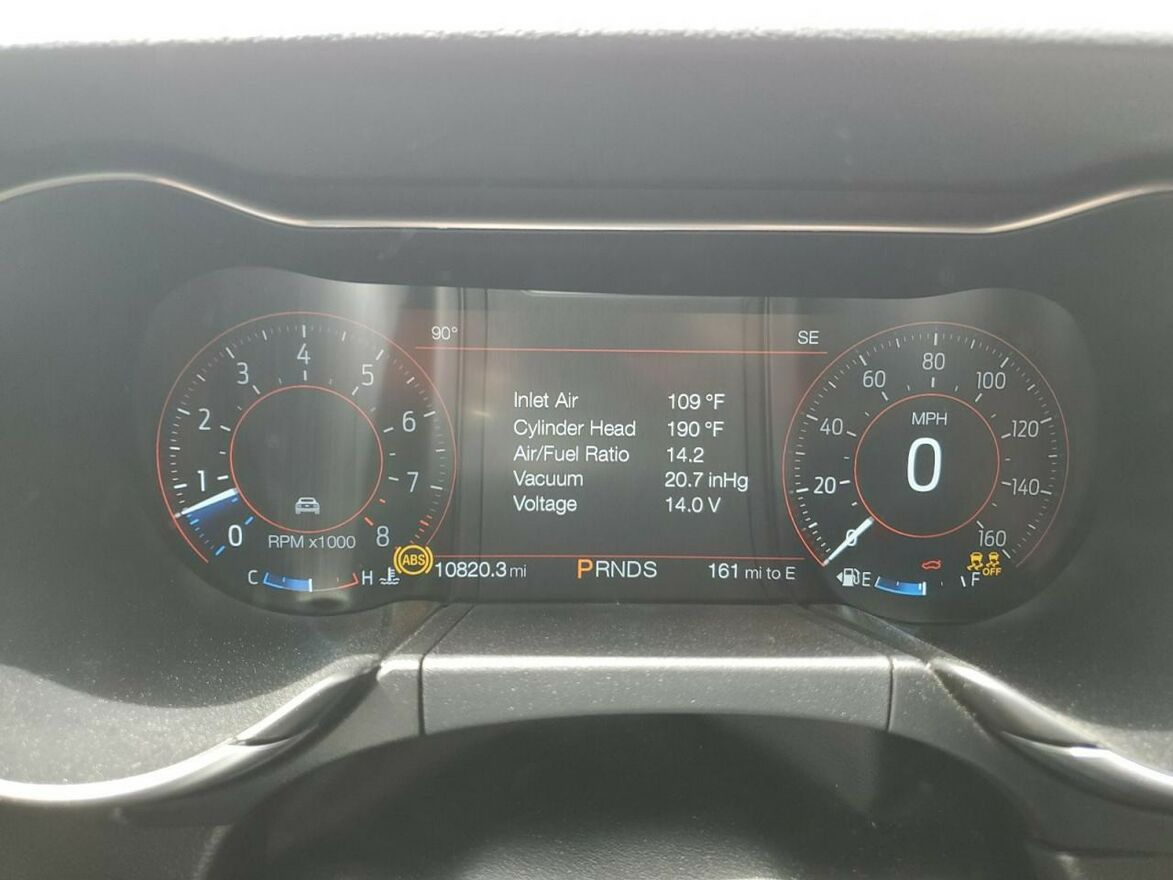 90°
SE
Inlet Air 109 °F
Cylinder Head 190 °F
Air/Fuel Ratio 14.2
Vacuum 20.7 inHg
Voltage 14.0 V
0 1 2 3 4 5 6 7 8
RPM x1000
C H
ABS
10820.3 mi
PRNDS
161 mi to E
0 20 40 60 80 100 120 140 160
MPH
0
E F
OFF